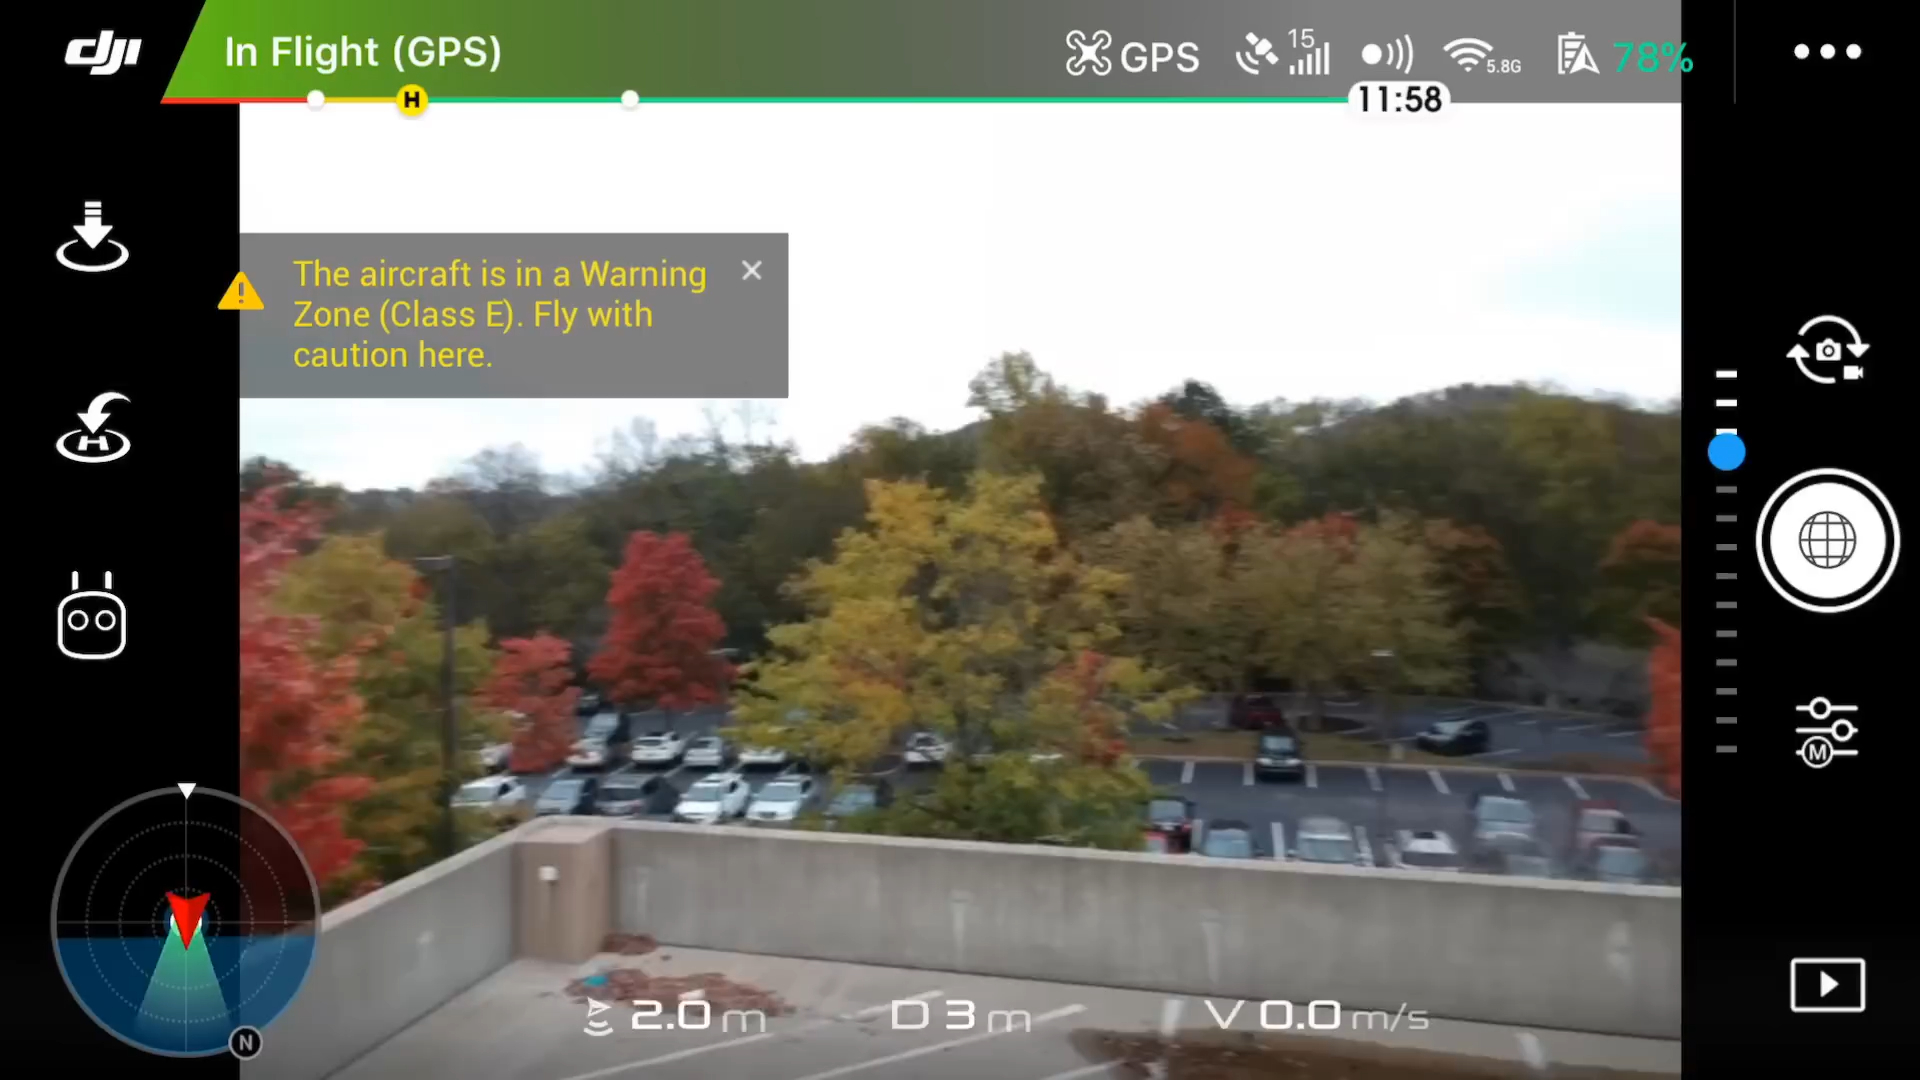 dji
In Flight (GPS)
GPS
15
5.8G
78%
H
11:58
The aircraft is in a Warning
Zone (Class E). Fly with
caution here.
H
M
N
2.0 m
D 3 m
V 0.0 m/s